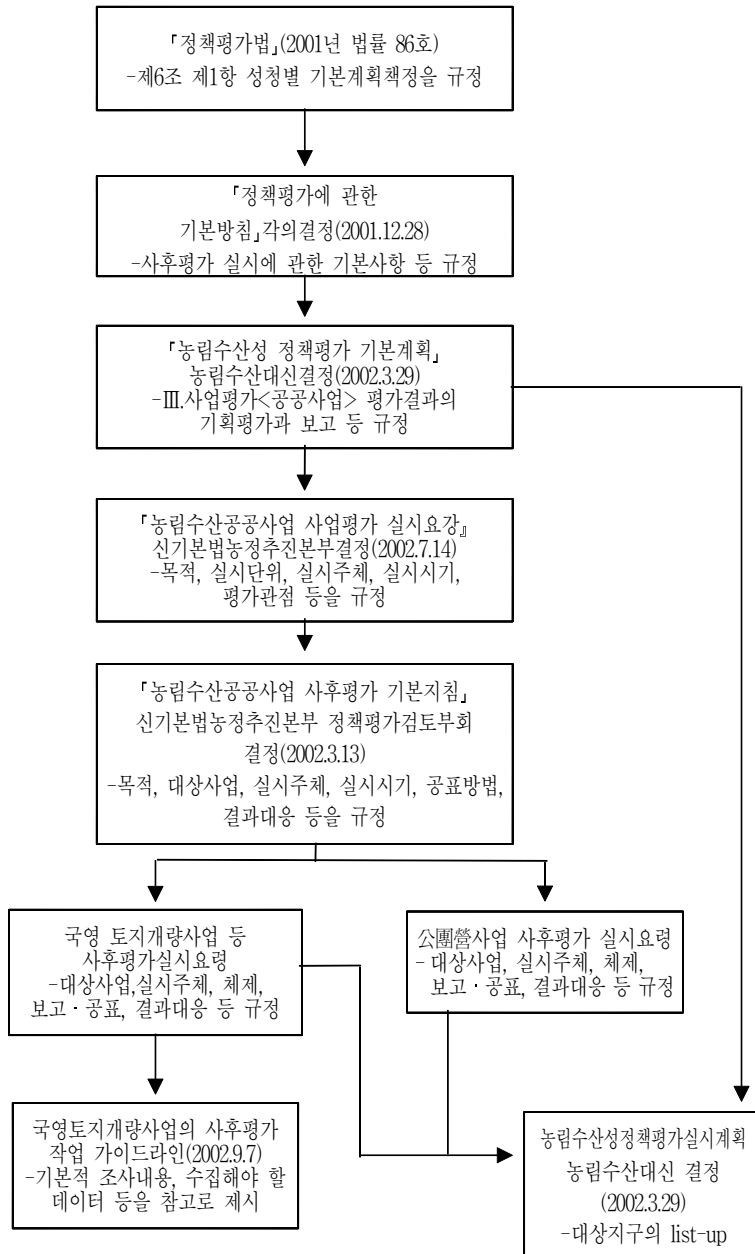 『정책평가법』(2001년 법률 86호)
-제6조 제1항 성청별 기본계획책정을 규정
『정책평가에 관한
기본방침』각의결정(2001.12.28)
-사후평가 실시에 관한 기본사항 등 규정
『농림수산성 정책평가 기본계획』
농림수산대신결정(2002.3.29)
-Ⅲ.사업평가<공공사업> 평가결과의
기획평가과 보고 등 규정
『농림수산공공사업 사업평가 실시요강』
신기본법농정추진본부결정(2002.7.14)
-목적, 실시단위, 실시주체, 실시시기,
평가관점 등을 규정
『농림수산공공사업 사후평가 기본지침』
신기본법농정추진본부 정책평가검토부회
결정(2002.3.13)
-목적, 대상사업, 실시주체, 실시시기, 공표방법,
결과대응 등을 규정
국영 토지개량사업 등
사후평가실시요령
-대상사업,실시주체, 체제,
보고·공표, 결과대응 등 규정
公團營사업 사후평가 실시요령
- 대상사업, 실시주체, 체제,
보고·공표, 결과대응 등 규정
국영토지개량사업의 사후평가
작업 가이드라인(2002.9.7)
-기본적 조사내용, 수집해야 할
데이터 등을 참고로 제시
농림수산성정책평가실시계획
농림수산대신 결정
(2002.3.29)
-대상지구의 list-up